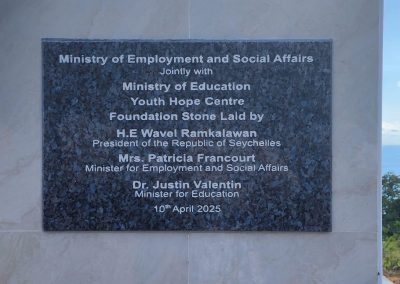 Ministry of Employment and Social Affairs
Jointly with
Ministry of Education
Youth Hope Centre
Foundation Stone Laid by
H.E Wavel Ramkalawan
President of the Republic of Seychelles
Mrs. Patricia Francourt
Minister for Employment and Social Affairs
Dr. Justin Valentin
Minister for Education
10th April 2025